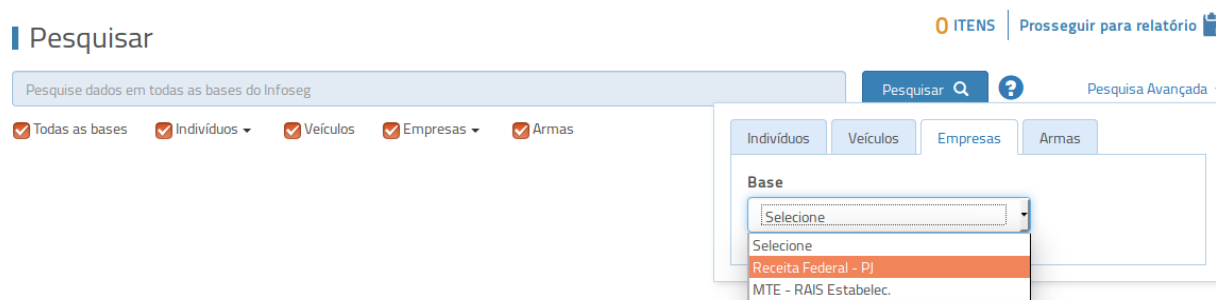 Pesquisar
0 ITENS
Prosseguir para relatório
Pesquise dados em todas as bases do Infoseg
Pesquisar
?
Pesquisa Avançada
Todas as bases
Indivíduos
Veículos
Empresas
Armas
Indivíduos
Veículos
Empresas
Armas
Base
Selecione
Selecione
Receita Federal - PJ
MTE - RAIS Estabelec.